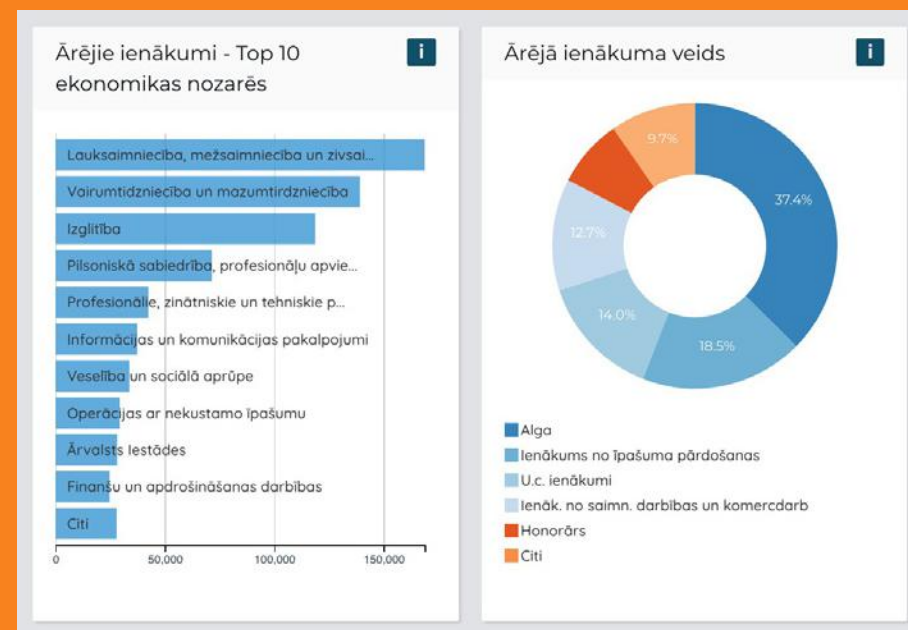 Ārējie ienākumi - Top 10
ekonomikas nozarēs
i
Lauksaimniecība, mežsaimniecība un zivsai...
Vairumtidzniecība un mazumtirdzniecība
Izglitība
Pilsoniskā sabiedrība, profesionāļu apvie...
Profesionālie, zinātniskie un tehniskie p...
Informācijas un komunikācijas pakalpojumi
Veselība un sociālā aprūpe
Operācijas ar nekustamo īpašumu
Ārvalsts Iestādes
Finanšu un apdrošināšanas darbības
Citi
0 50,000 100,000 150,000
Ārējā ienākuma veids
i
9.7%
37.4%
12.7%
14.0%
18.5%
Alga
Ienākums no īpašuma pārdošanas
U.c. ienākumi
Ienāk. no saimn. darbības un komercdarb
Honorārs
Citi